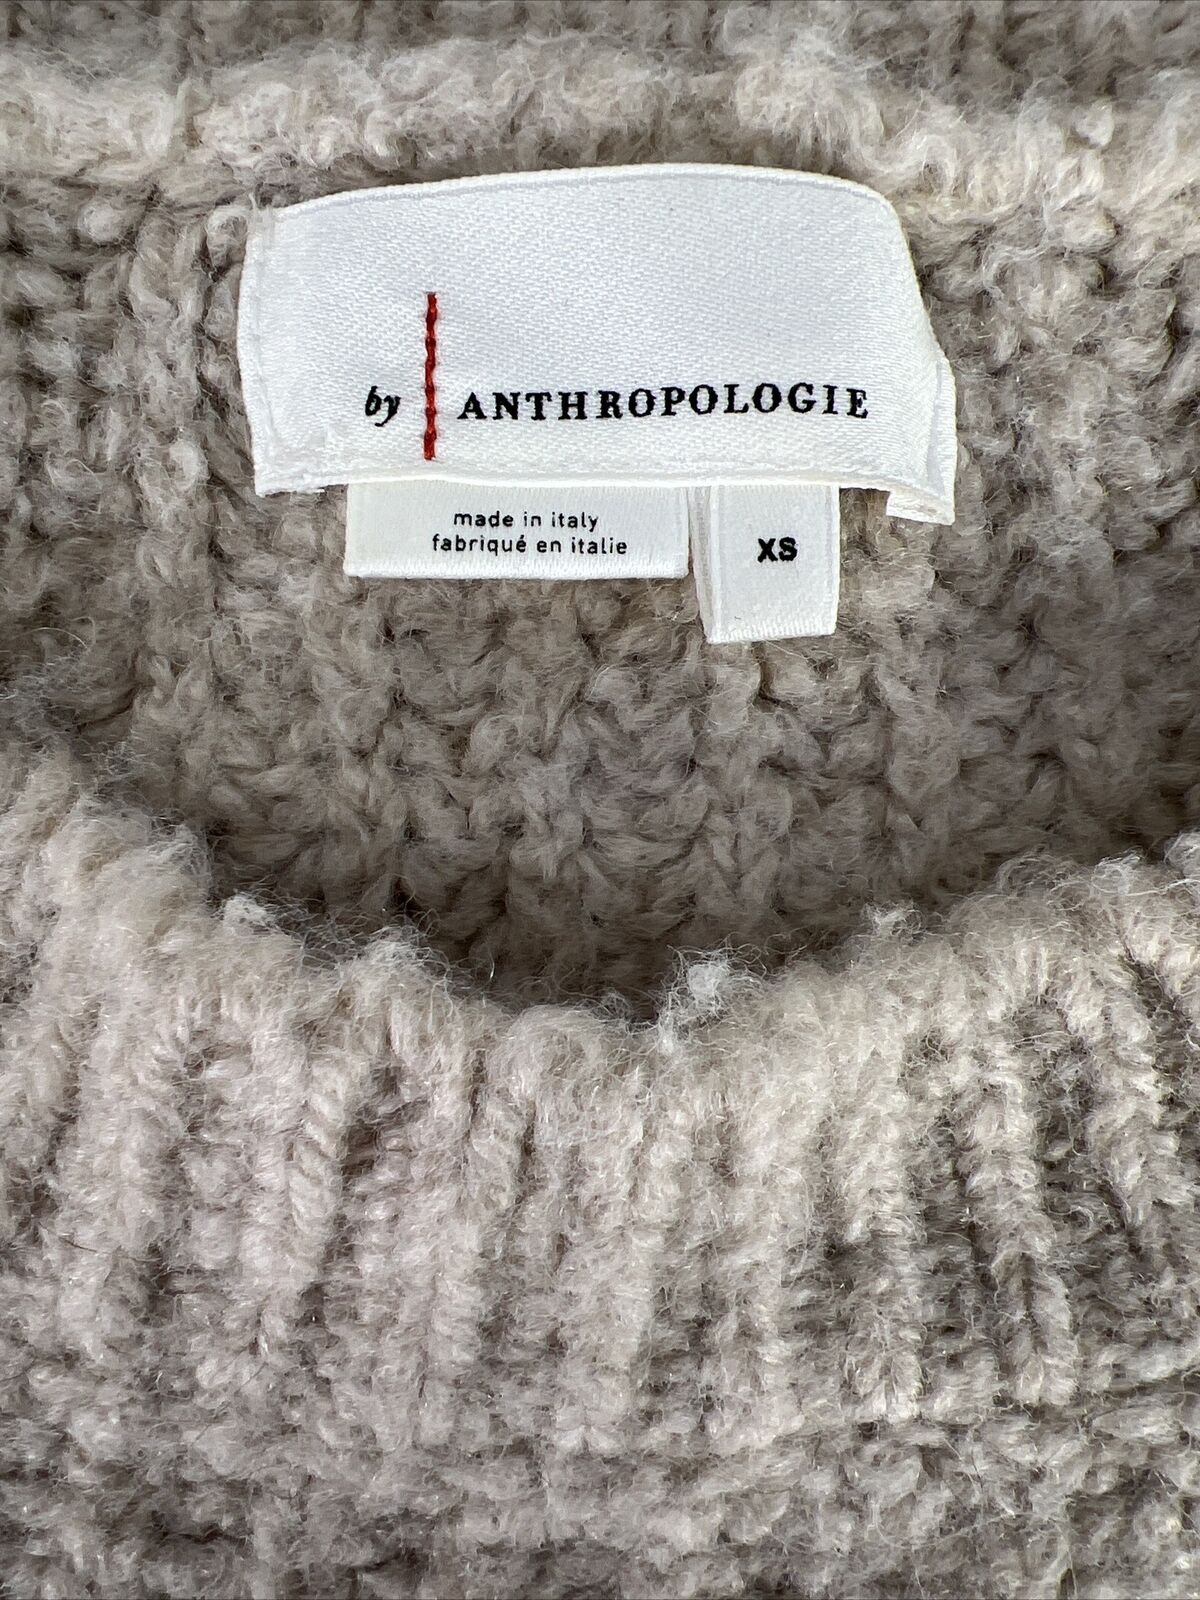 by ANTHROPOLOGIE
made in italy
fabriqué en italie
XS